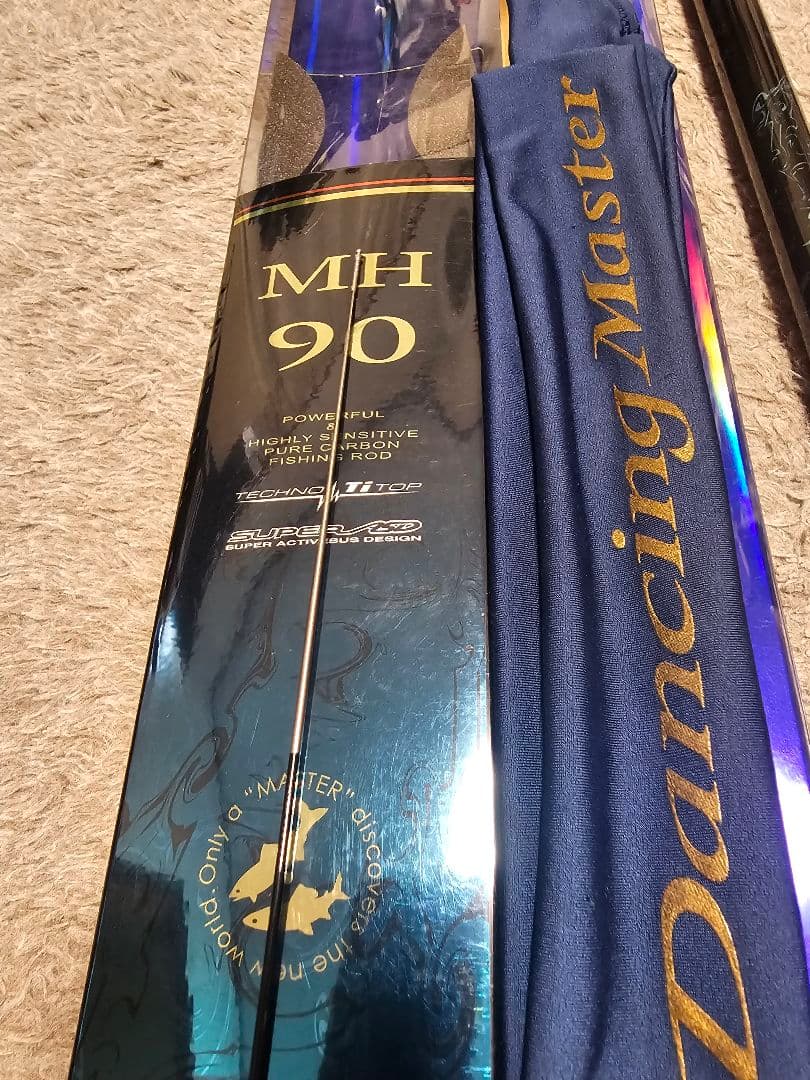 MH
90
POWERFUL
&
HIGHLY SENSITIVE
PURE CARBON
FISHING ROD
TECHNO Ti TOP
SUPER
SUPER ACTIVEBUS DESIGN
Only a "MASTER" discovers the new world.
Dancing Master